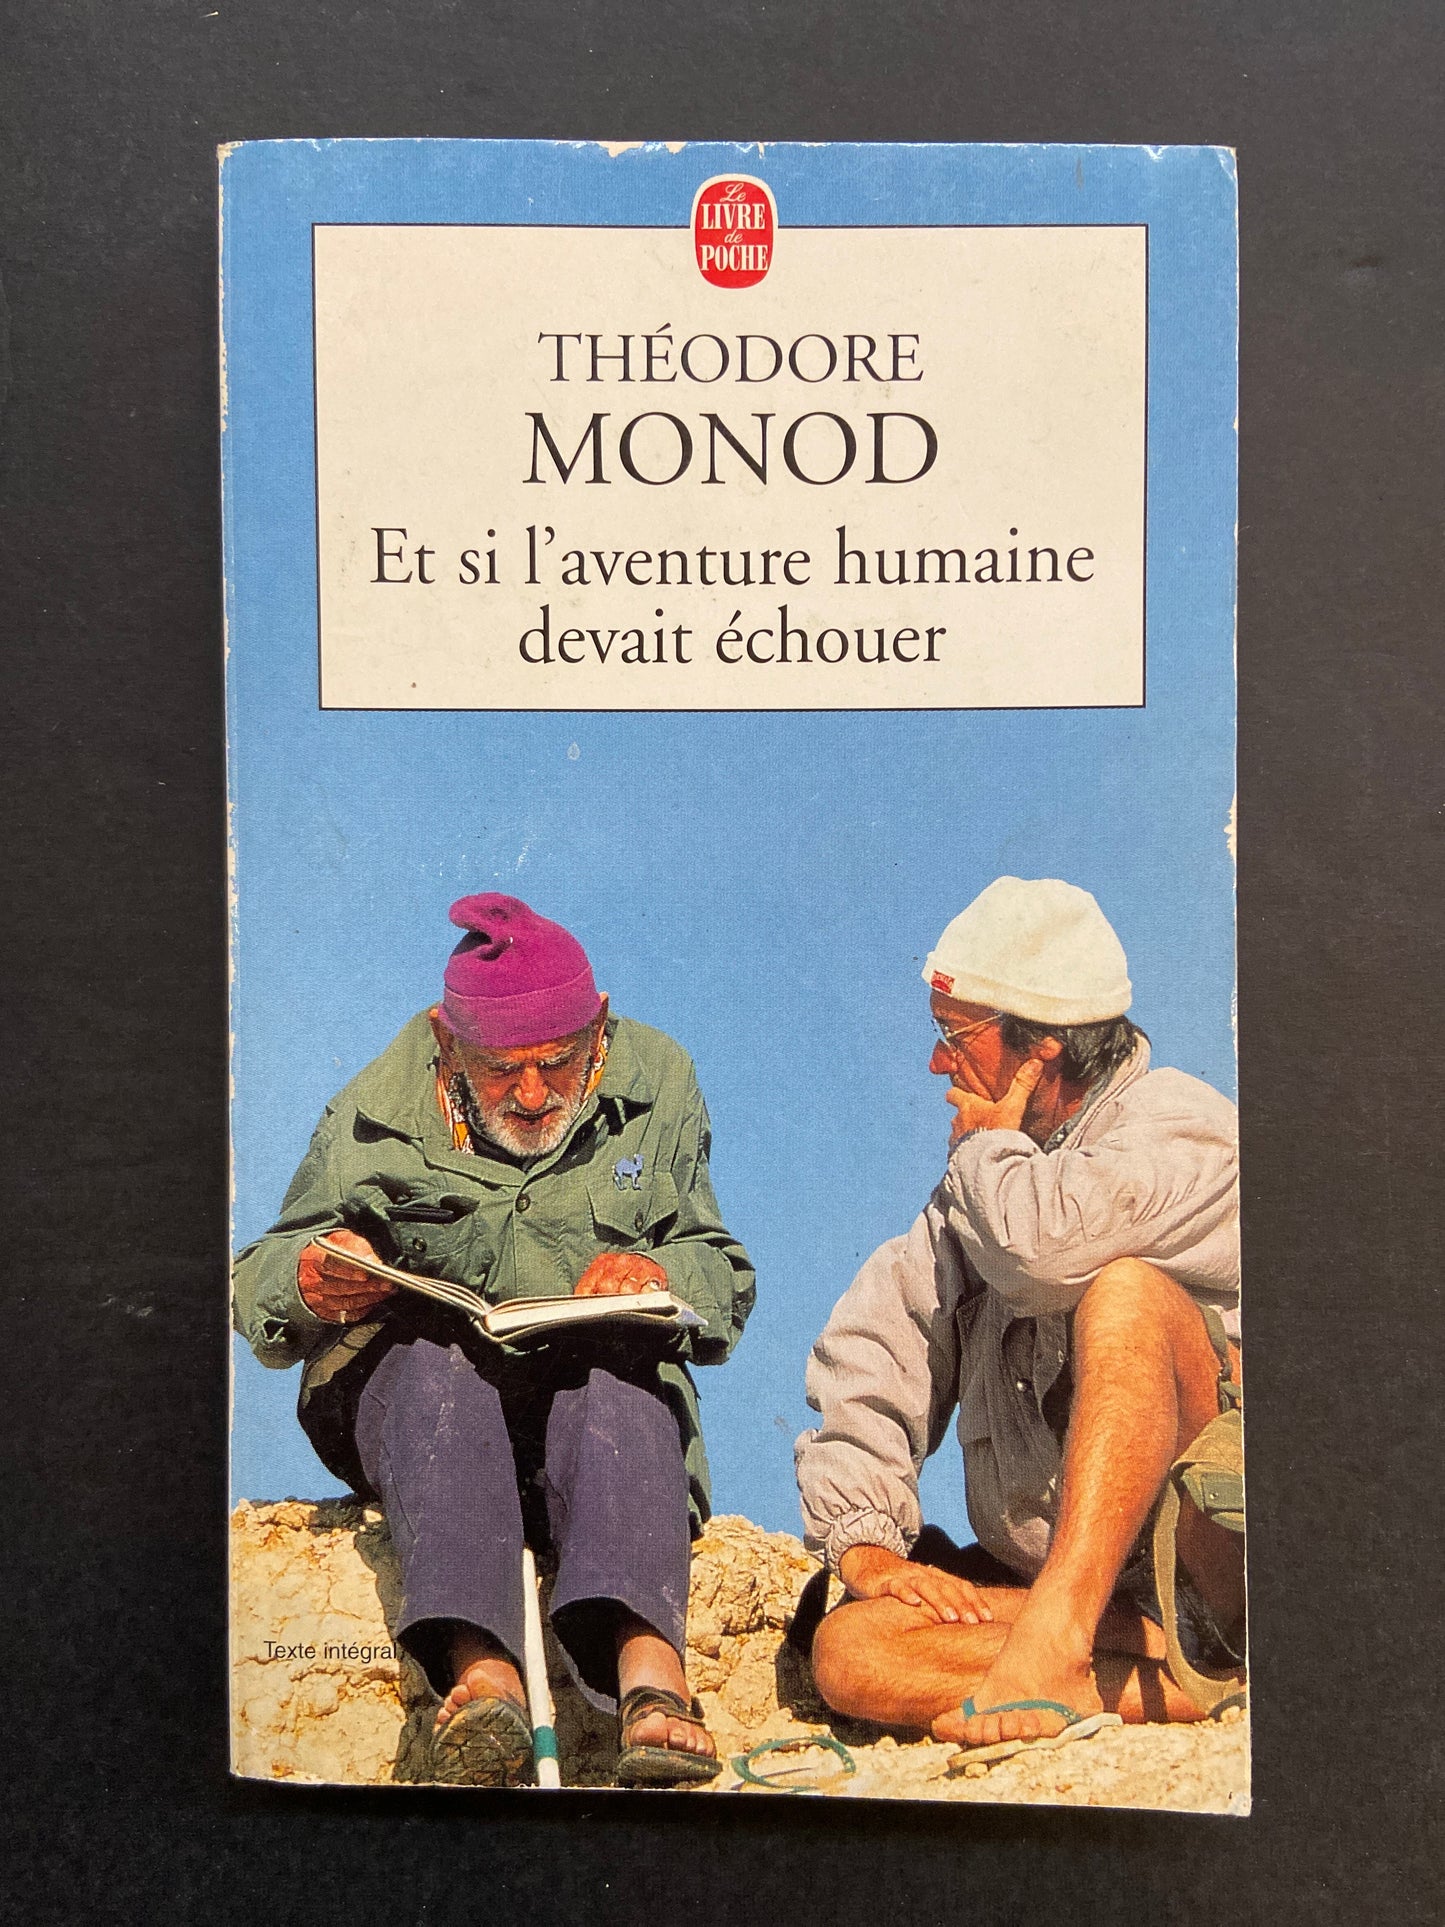 Le
LIVRE
de
POCHE
THÉODORE
MONOD
Et si l'aventure humaine
devait échouer
Texte intégral